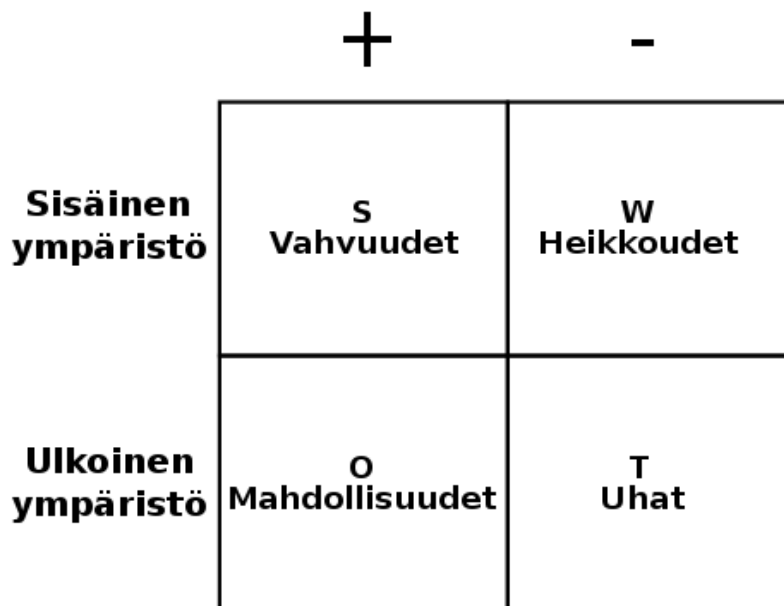 + -
Sisäinen
ympäristö
S
Vahvuudet
W
Heikkoudet
Ulkoinen
ympäristö
O
Mahdollisuudet
T
Uhat